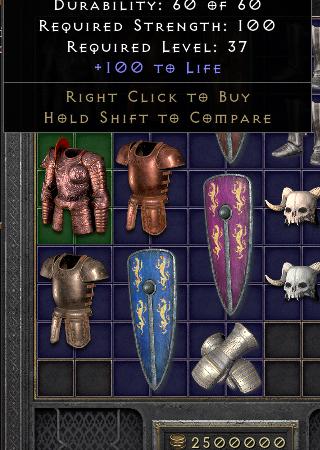 Durability: 60 of 60
Required Strength: 100
Required Level: 37
+100 to Life
Right Click to Buy
Hold Shift to Compare
2500000